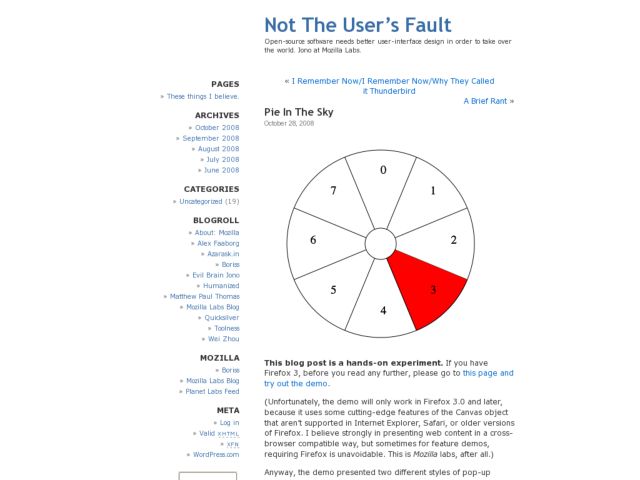 Not The User's Fault
Open-source software needs better user-interface design in order to take over
the world. Jono at Mozilla Labs.
PAGES
» These things I believe.
ARCHIVES
» October 2008
» September 2008
» August 2008
» July 2008
» June 2008
CATEGORIES
» Uncategorized (19)
BLOGROLL
» About: Mozilla
» Alex Faaborg
» Azarask.in
» Boriss
» Evil Brain Jono
» Humanized
» Matthew Paul Thomas
» Mozilla Labs Blog
» Quicksilver
» Toolness
» Wei Zhou
MOZILLA
» Boriss
» Mozilla Labs Blog
» Planet Labs Feed
META
» Log in
» Valid XHTML
» XFN
» WordPress.com
« I Remember Now/I Remember Now/Why They Called
it Thunderbird
A Brief Rant »
Pie In The Sky
October 28, 2008
0
1
2
3
4
5
6
7
This blog post is a hands-on experiment. If you have
Firefox 3, before you read any further, please go to this page and
try out the demo.
(Unfortunately, the demo will only work in Firefox 3.0 and later,
because it uses some cutting-edge features of the Canvas object
that aren't supported in Internet Explorer, Safari, or older versions
of Firefox. I believe strongly in presenting web content in a cross-
browser compatible way, but sometimes for feature demos,
requiring Firefox is unavoidable. This is Mozilla labs, after all.)
Anyway, the demo presented two different styles of pop-up